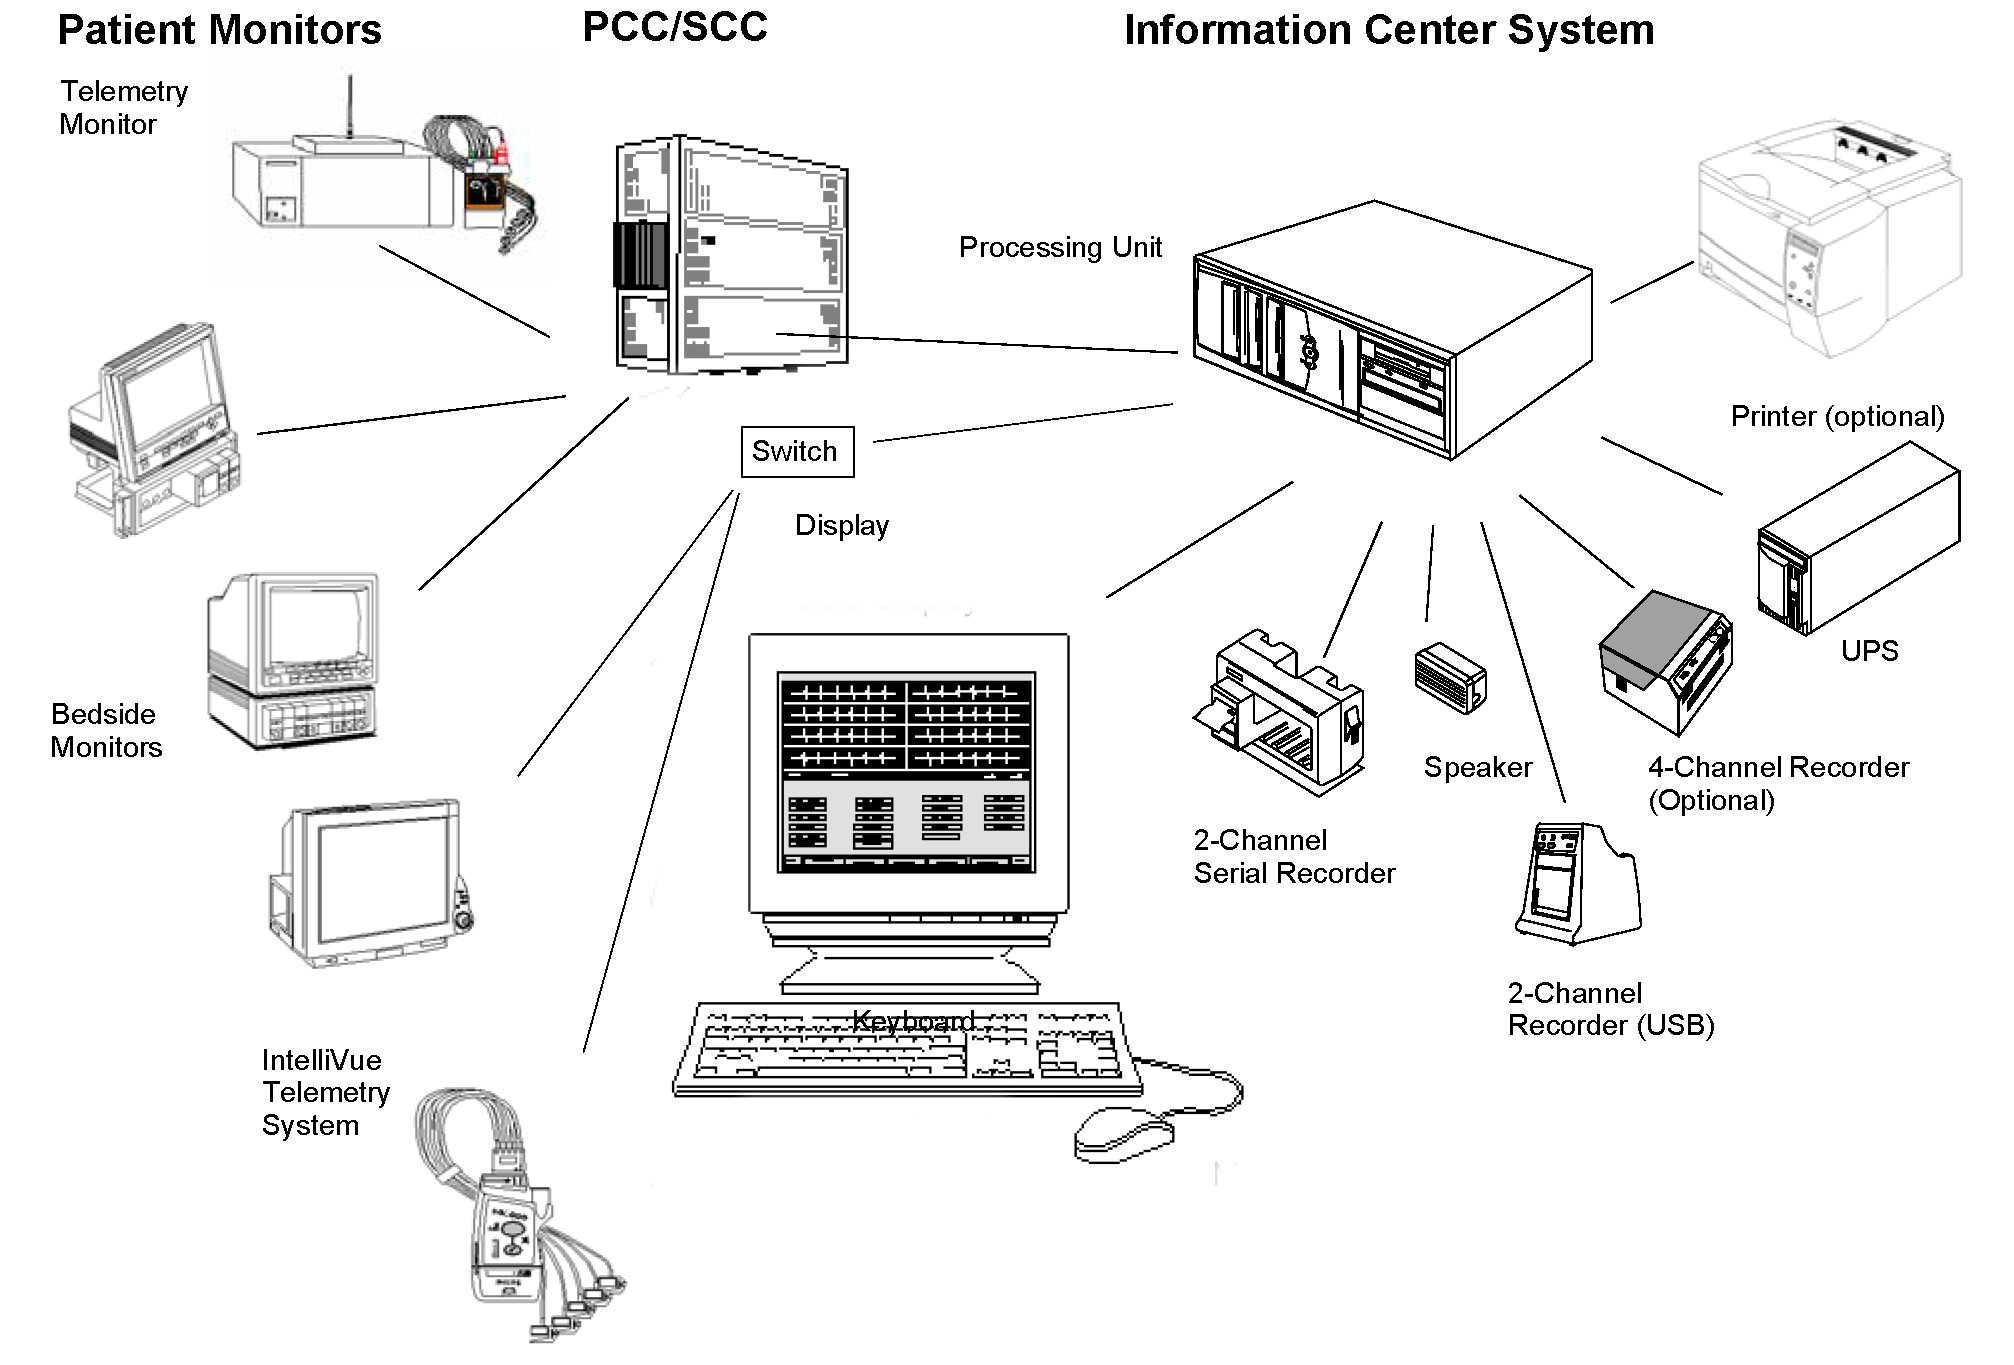 Patient Monitors
PCC/SCC
Information Center System
Telemetry
Monitor
Processing Unit
Printer (optional)
Switch
Display
UPS
Bedside
Monitors
Speaker
4-Channel Recorder
(Optional)
2-Channel
Serial Recorder
2-Channel
Recorder (USB)
Keyboard
IntelliVue
Telemetry
System